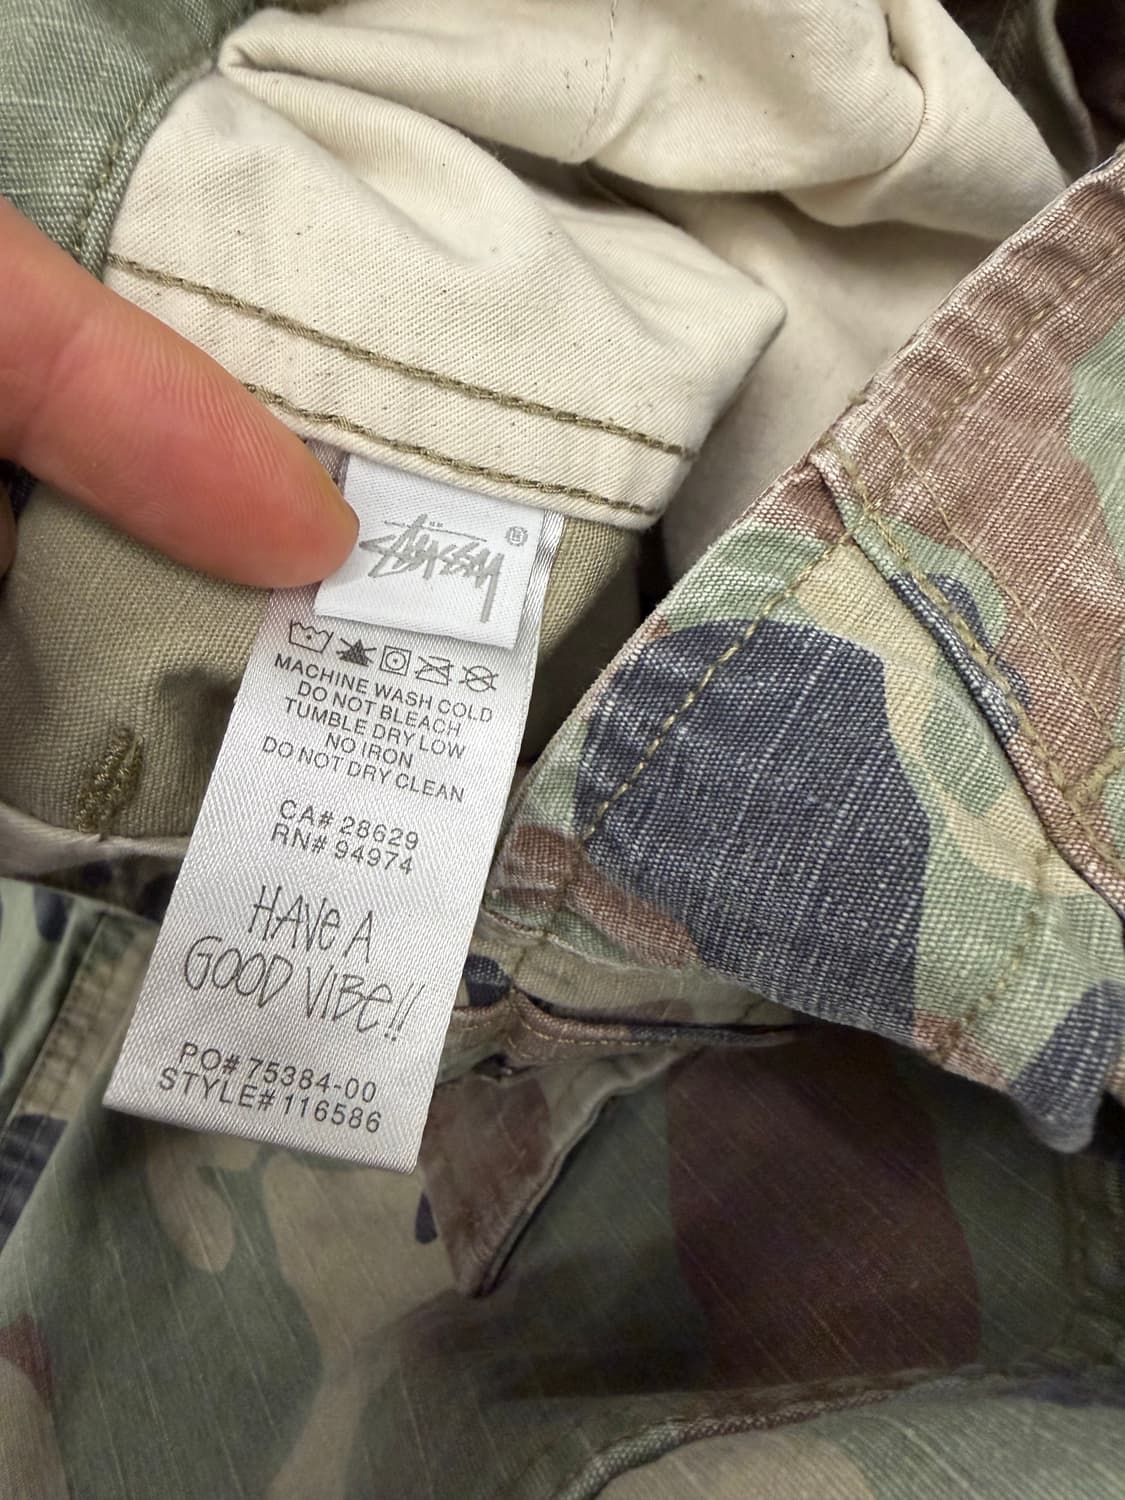 Stüssy ®
MACHINE WASH COLD
DO NOT BLEACH
TUMBLE DRY LOW
NO IRON
DO NOT DRY CLEAN
CA# 28629
RN# 94974
HAVE A
GOOD VIBE!!
PO# 75384-00
STYLE# 116586